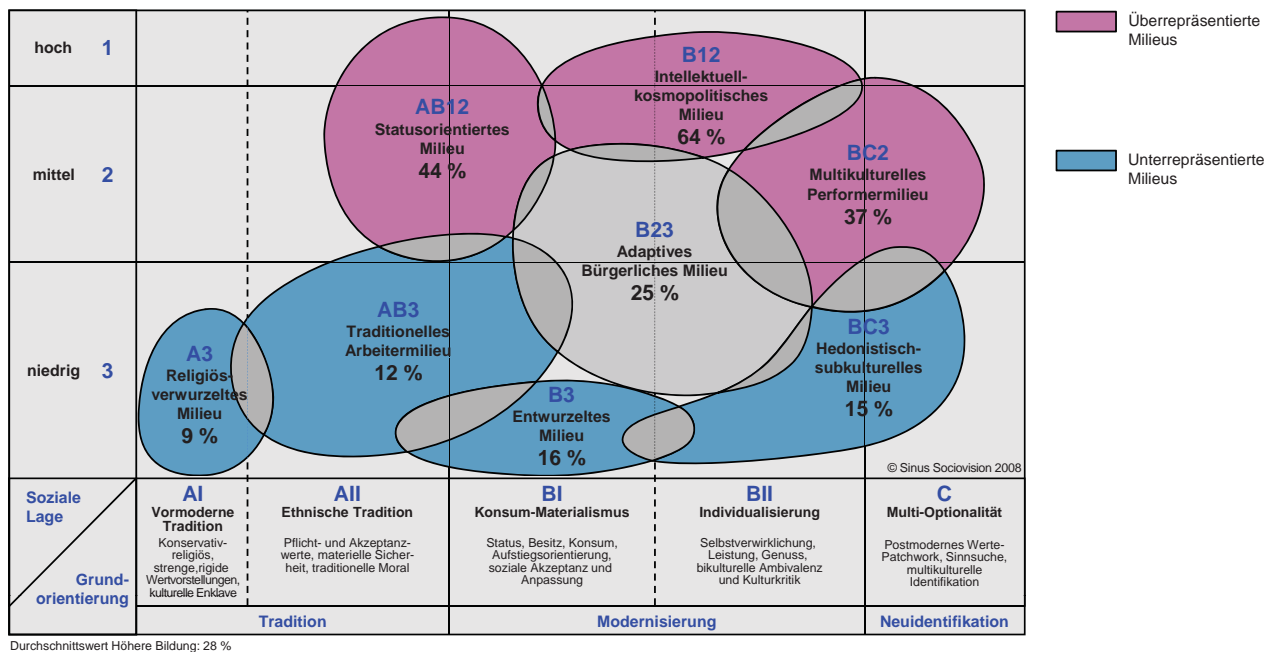 hoch 1
mittel 2
niedrig 3
AB12
Statusorientiertes
Milieu
44 %
B12
Intellektuell-
kosmopolitisches
Milieu
64 %
BC2
Multikulturelles
Performermilieu
37 %
B23
Adaptives
Bürgerliches Milieu
25 %
A3
Religiös-
verwurzeltes
Milieu
9 %
AB3
Traditionelles
Arbeitermilieu
12 %
B3
Entwurzeltes
Milieu
16 %
BC3
Hedonistisch-
subkulturelles
Milieu
15 %
© Sinus Sociovision 2008
Überrepräsentierte
Milieus
Unterrepräsentierte
Milieus
Soziale
Lage
Grund-
orientierung
AI
Vormoderne
Tradition
Konservativ-
religiös,
strenge,rigide
Wertvorstellungen,
kulturelle Enklave
AII
Ethnische Tradition
Pflicht- und Akzeptanz-
werte, materielle Sicher-
heit, traditionelle Moral
BI
Konsum-Materialismus
Status, Besitz, Konsum,
Aufstiegsorientierung,
soziale Akzeptanz und
Anpassung
BII
Individualisierung
Selbstverwirklichung,
Leistung, Genuss,
bikulturelle Ambivalenz
und Kulturkritik
C
Multi-Optionalität
Postmodernes Werte-
Patchwork, Sinnsuche,
multikulturelle
Identifikation
Tradition
Modernisierung
Neuidentifikation
Durchschnittswert Höhere Bildung: 28 %